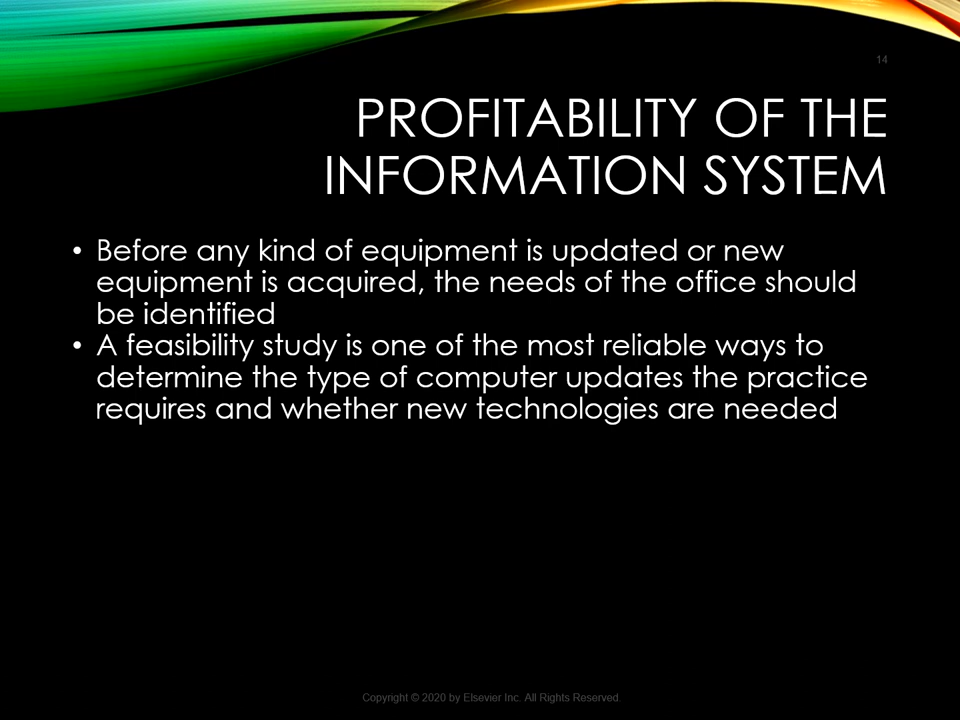 14
PROFITABILITY OF THE
INFORMATION SYSTEM
• Before any kind of equipment is updated or new
equipment is acquired, the needs of the office should
be identified
• A feasibility study is one of the most reliable ways to
determine the type of computer updates the practice
requires and whether new technologies are needed
Copyright © 2020 by Elsevier Inc. All Rights Reserved.